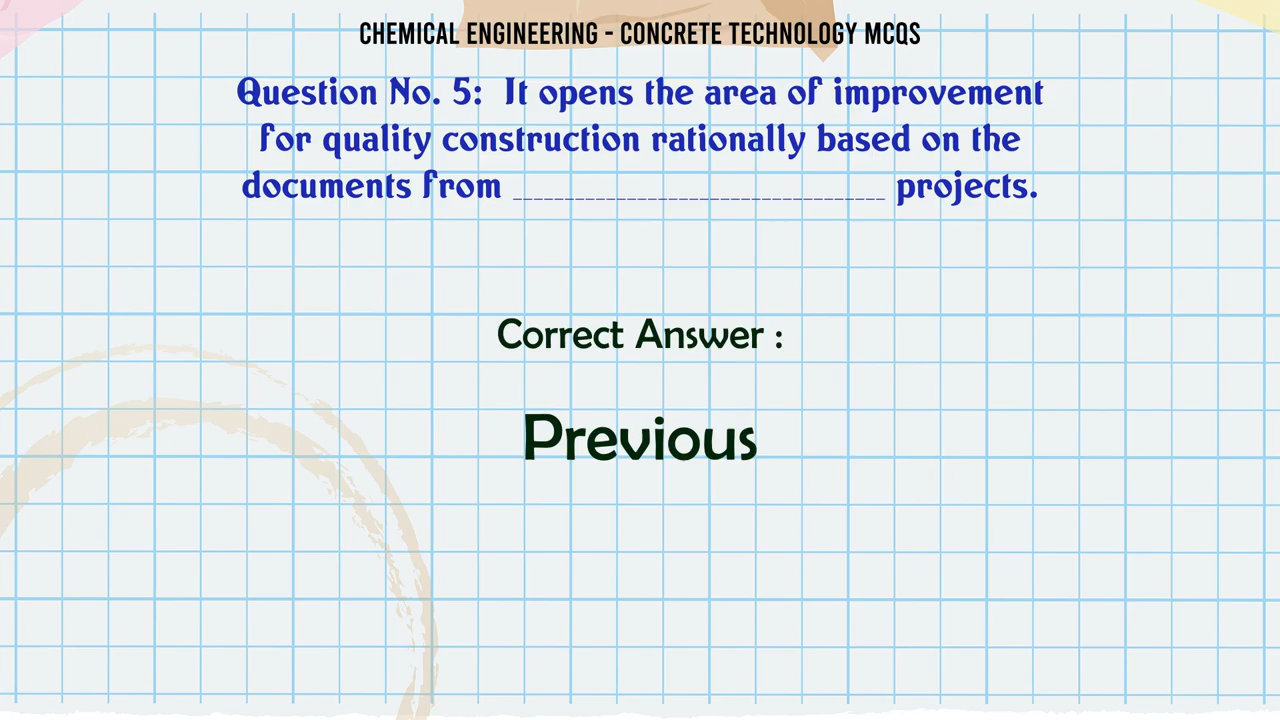 CHEMICAL ENGINEERING - CONCRETE TECHNOLOGY MCQS
Question No. 5: It opens the area of improvement
for quality construction rationally based on the
documents from ___________________________________ projects.
Correct Answer :
Previous